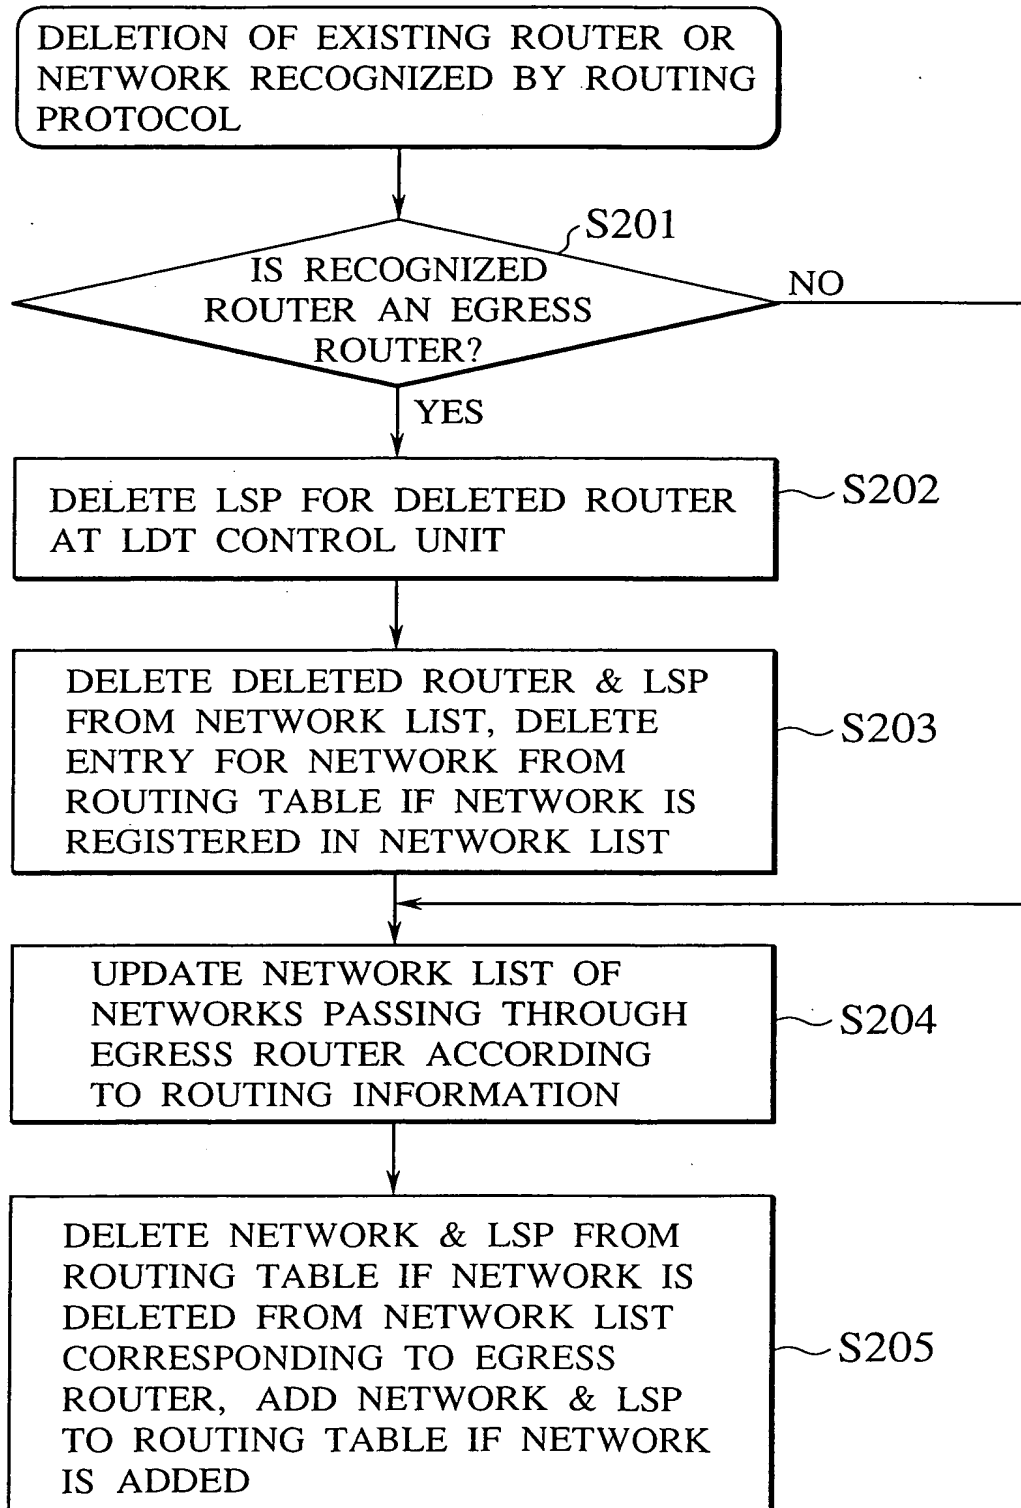 DELETION OF EXISTING ROUTER OR
NETWORK RECOGNIZED BY ROUTING
PROTOCOL
S201
IS RECOGNIZED
ROUTER AN EGRESS
ROUTER?
NO
YES
DELETE LSP FOR DELETED ROUTER
AT LDT CONTROL UNIT
S202
DELETE DELETED ROUTER & LSP
FROM NETWORK LIST, DELETE
ENTRY FOR NETWORK FROM
ROUTING TABLE IF NETWORK IS
REGISTERED IN NETWORK LIST
S203
UPDATE NETWORK LIST OF
NETWORKS PASSING THROUGH
EGRESS ROUTER ACCORDING
TO ROUTING INFORMATION
S204
DELETE NETWORK & LSP FROM
ROUTING TABLE IF NETWORK IS
DELETED FROM NETWORK LIST
CORRESPONDING TO EGRESS
ROUTER, ADD NETWORK & LSP
TO ROUTING TABLE IF NETWORK
IS ADDED
S205